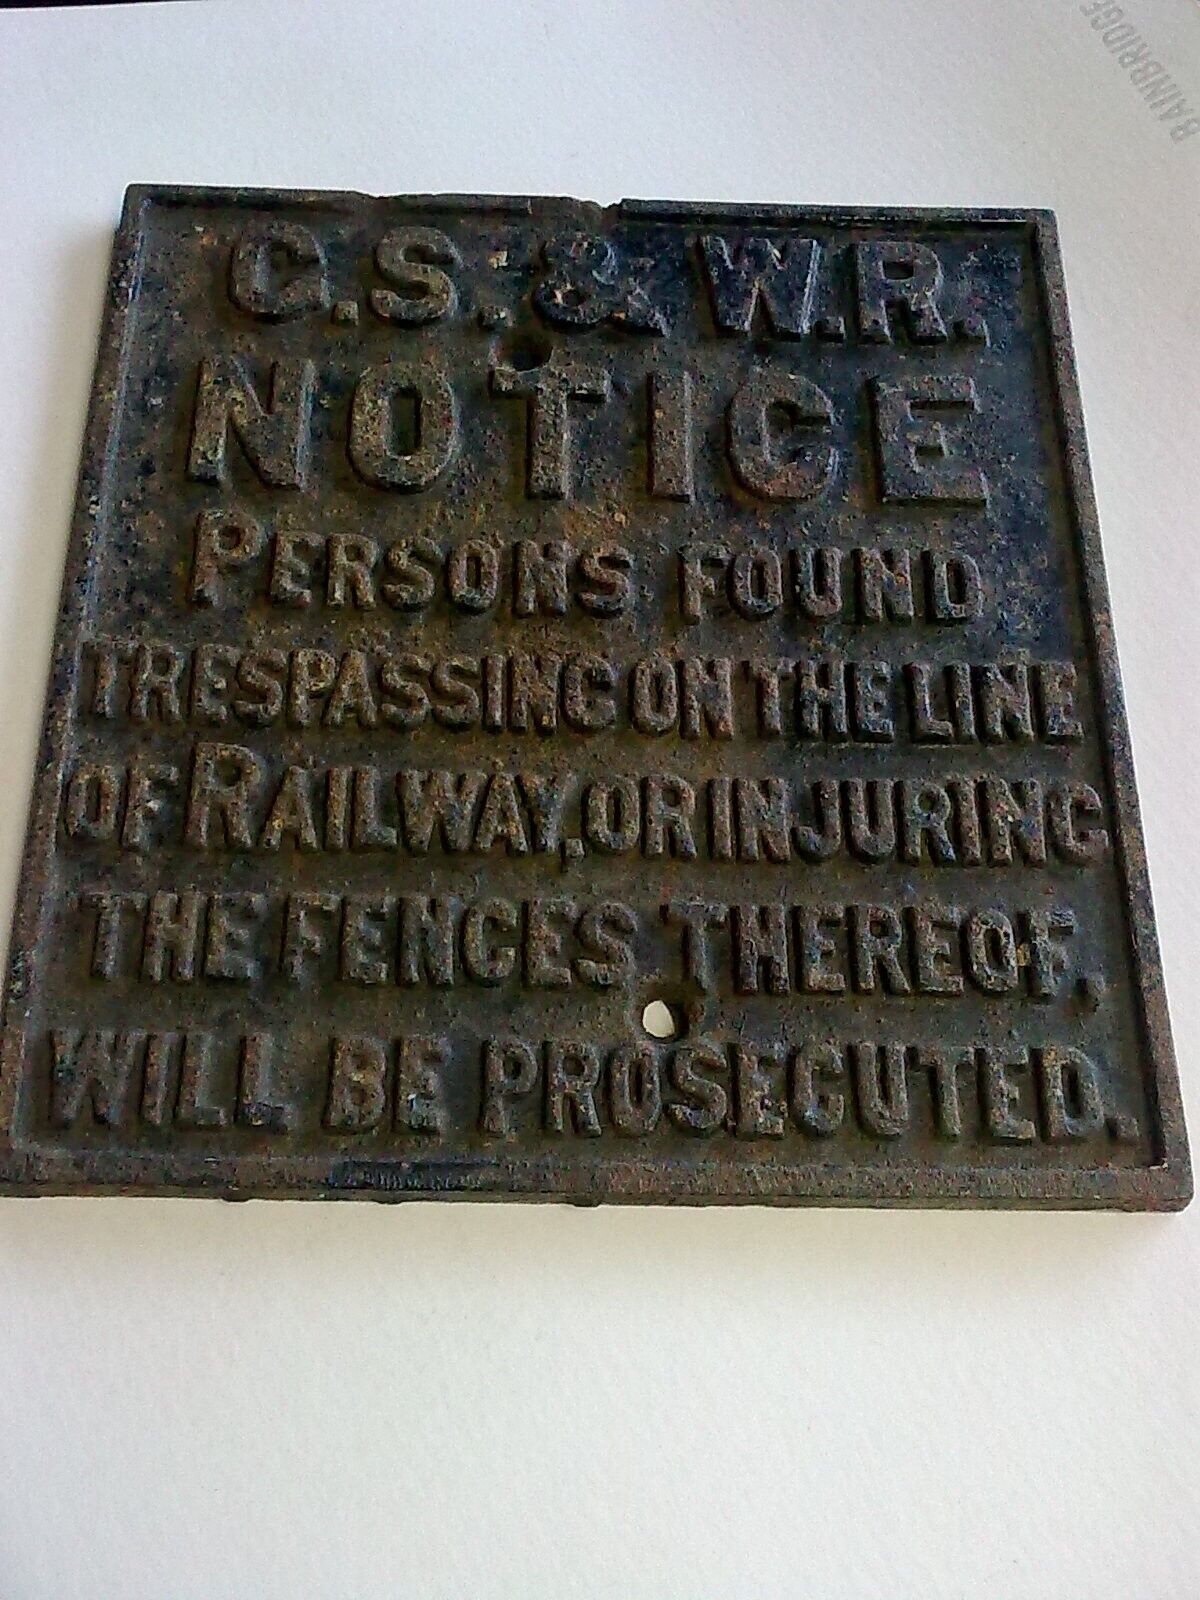 BAINBRIDGE
G.S. & W.R.
NOTICE
PERSONS FOUND
TRESPASSING ON THE LINE
OF RAILWAY, OR INJURING
THE FENCES THEREOF,
WILL BE PROSECUTED.